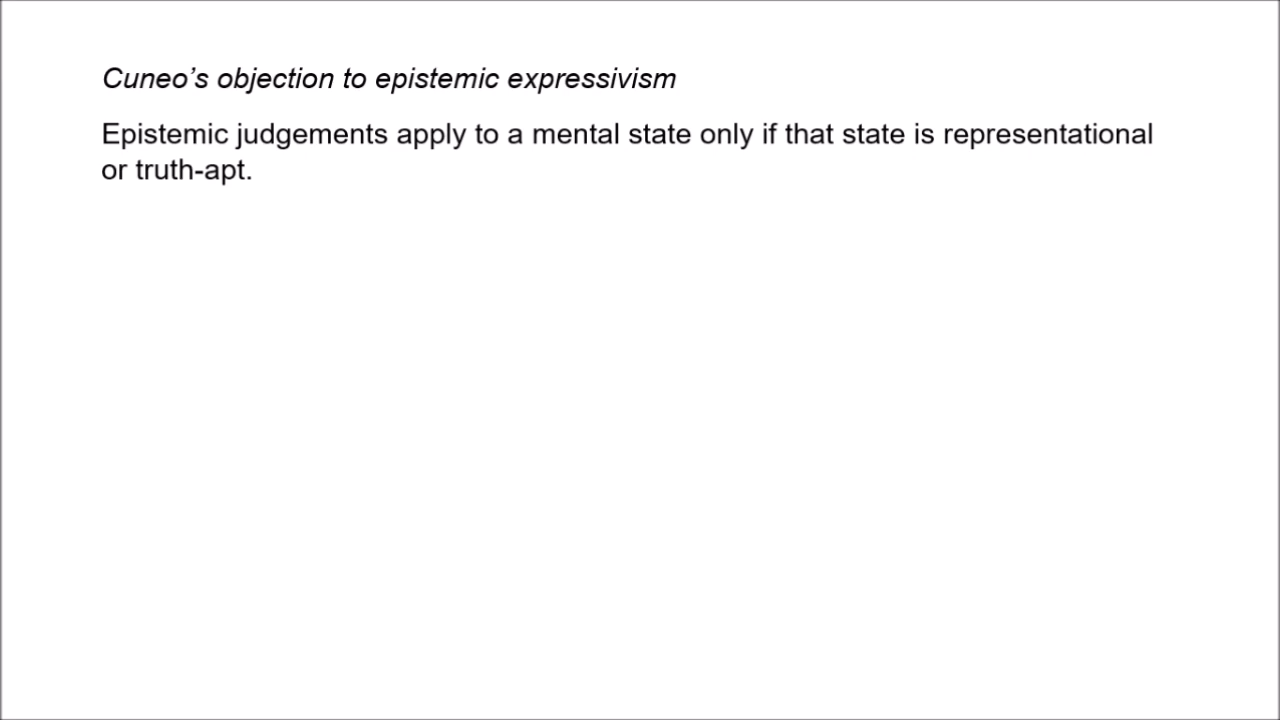 Cuneo’s objection to epistemic expressivism
Epistemic judgements apply to a mental state only if that state is representational
or truth-apt.